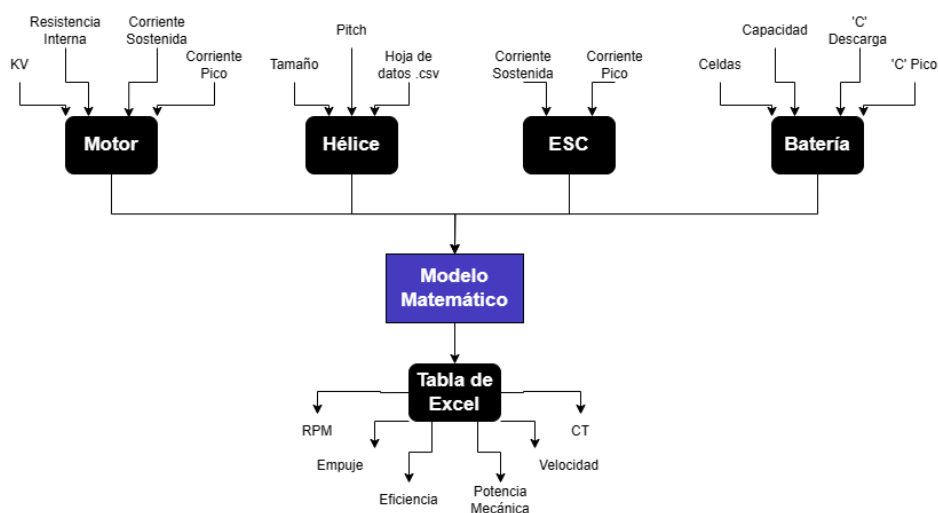 Resistencia
Interna
Corriente
Sostenida
KV
Corriente
Pico
Motor
Pitch
Tamaño
Hoja de
datos .csv
Hélice
Corriente
Sostenida
Corriente
Pico
ESC
Capacidad
'C'
Descarga
Celdas
'C' Pico
Batería
Modelo
Matemático
Tabla de
Excel
RPM
CT
Empuje
Velocidad
Eficiencia
Potencia
Mecánica